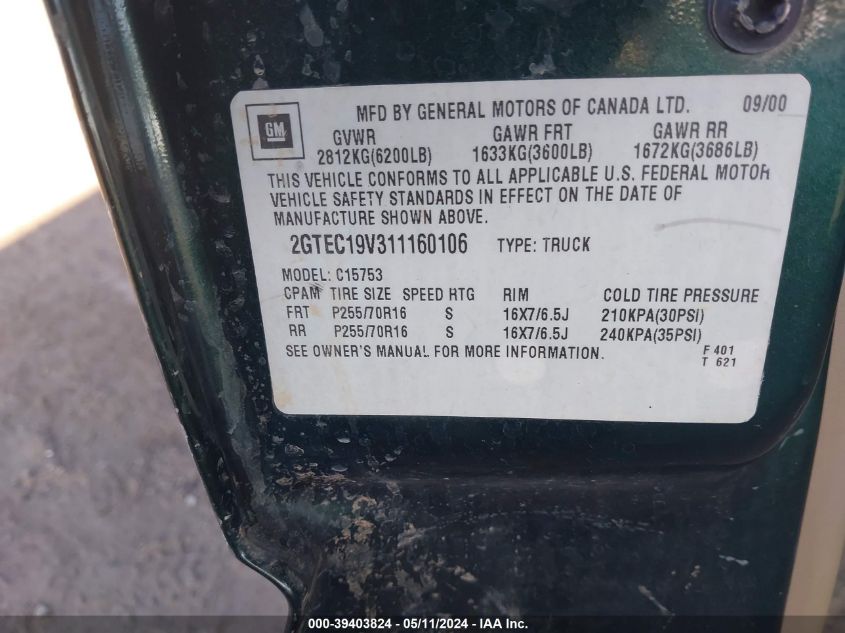 MFD BY GENERAL MOTORS OF CANADA LTD. 09/00
GM
GVWR GAWR FRT GAWR RR
2812KG(6200LB) 1633KG(3600LB) 1672KG(3686LB)
THIS VEHICLE CONFORMS TO ALL APPLICABLE U.S. FEDERAL MOTOR
VEHICLE SAFETY STANDARDS IN EFFECT ON THE DATE OF
MANUFACTURE SHOWN ABOVE.
2GTEC19V311160106 TYPE: TRUCK
MODEL: C15753
CPAM TIRE SIZE SPEED HTG RIM COLD TIRE PRESSURE
FRT P255/70R16 S 16X7/6.5J 210KPA(30PSI)
RR P255/70R16 S 16X7/6.5J 240KPA(35PSI)
SEE OWNER'S MANUAL FOR MORE INFORMATION.
F 401
T 621
000-39403824 - 05/11/2024 - IAA Inc.